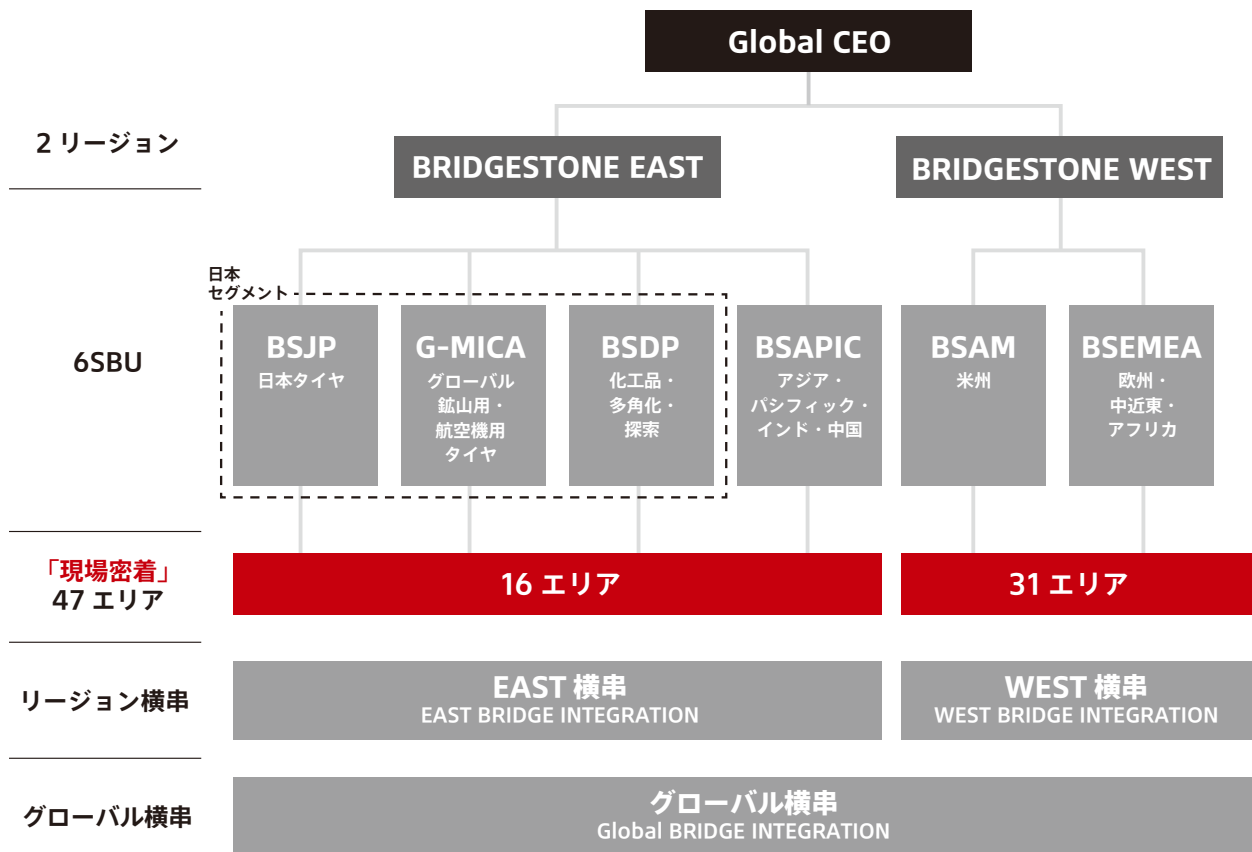 Global CEO
2 リージョン
BRIDGESTONE EAST
BRIDGESTONE WEST
日本
セグメント
6SBU
BSJP
日本タイヤ
G-MICA
グローバル
鉱山用・
航空機用
タイヤ
BSDP
化工品・
多角化・
探索
BSAPIC
アジア・
パシフィック・
インド・中国
BSAM
米州
BSEMEA
欧州・
中近東・
アフリカ
「現場密着」
47 エリア
16 エリア
31 エリア
リージョン横串
EAST 横串
EAST BRIDGE INTEGRATION
WEST 横串
WEST BRIDGE INTEGRATION
グローバル横串
グローバル横串
Global BRIDGE INTEGRATION